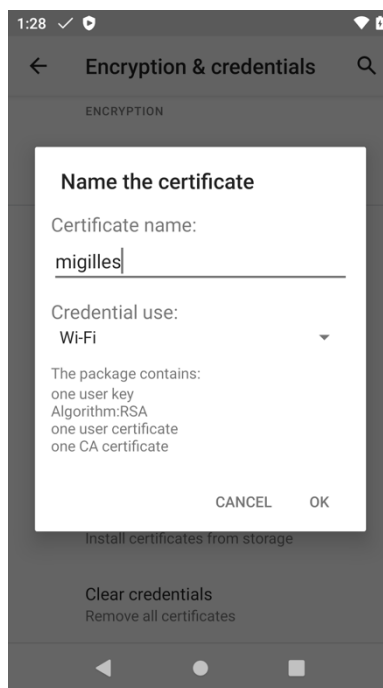 1:28
Encryption & credentials
ENCRYPTION
Name the certificate
Certificate name:
migilles
Credential use:
Wi-Fi
The package contains:
one user key
Algorithm:RSA
one user certificate
one CA certificate
CANCEL OK
Install certificates from storage
Clear credentials
Remove all certificates